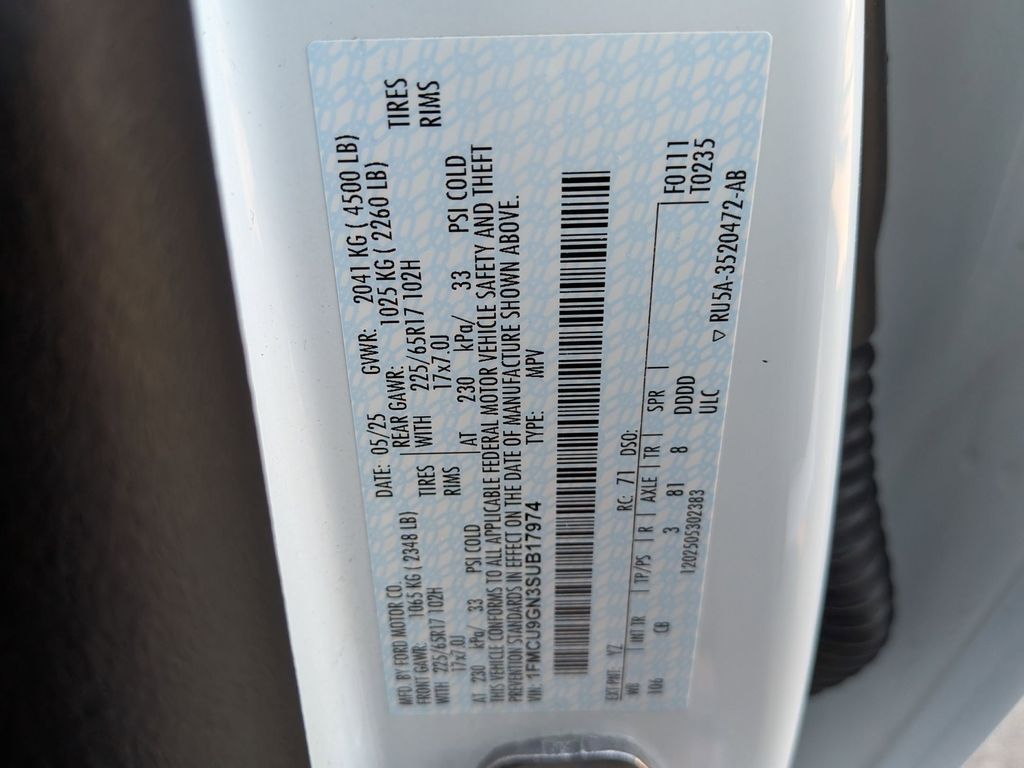 MFD. BY FORD MOTOR CO. DATE: 05/25 GVWR: 2041 KG ( 4500 LB)
FRONT GAWR: 1065 KG ( 2348 LB) REAR GAWR: 1025 KG ( 2260 LB)
WITH 225/65R17 102H TIRES WITH 225/65R17 102H TIRES
17x7.0J RIMS 17x7.0J RIMS
AT 230 kPa/ 33 PSI COLD AT 230 kPa/ 33 PSI COLD
THIS VEHICLE CONFORMS TO ALL APPLICABLE FEDERAL MOTOR VEHICLE SAFETY AND THEFT
PREVENTION STANDARDS IN EFFECT ON THE DATE OF MANUFACTURE SHOWN ABOVE.
VIN: 1FMCU9GN3SUB17974 TYPE: MPV
EXT PNT: YZ RC: 71 DSO: F0111
WB INT TR TP/PS R AXLE TR SPR T0235
106 CB 3 81 8 DDDD
1202505302383 ULC ▽ RU5A-3520472-AB